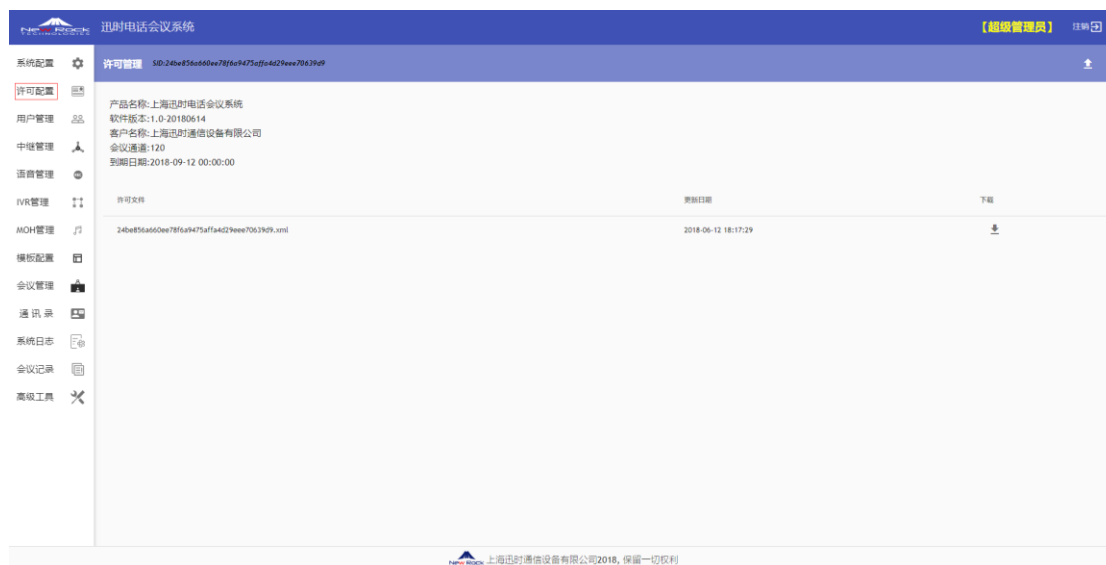 NEWROCK
TECHNOLOGIES
迅时电话会议系统
【超级管理员】
注销
系统配置
许可配置
用户管理
中继管理
语音管理
IVR管理
MOH管理
模板配置
会议管理
通 讯 录
系统日志
会议记录
高级工具
许可管理 SID:24be856a660ee78f6a9475affa4d29eee70639d9
产品名称:上海迅时电话会议系统
软件版本:1.0-20180614
客户名称:上海迅时通信设备有限公司
会议通道:120
到期日期:2018-09-12 00:00:00
许可文件 更新日期 下载
24be856a660ee78f6a9475affa4d29eee70639d9.xml 2018-06-12 18:17:29
NEWROCK 上海迅时通信设备有限公司2018, 保留一切权利